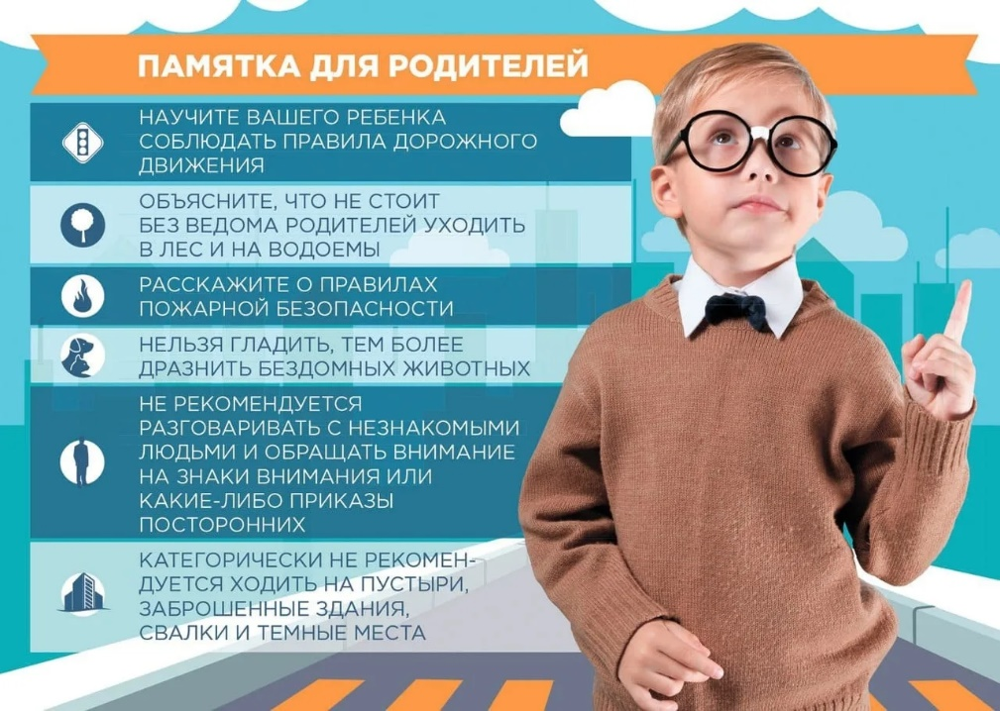 ПАМЯТКА ДЛЯ РОДИТЕЛЕЙ
НАУЧИТЕ ВАШЕГО РЕБЕНКА
СОБЛЮДАТЬ ПРАВИЛА ДОРОЖНОГО
ДВИЖЕНИЯ
ОБЪЯСНИТЕ, ЧТО НЕ СТОИТ
БЕЗ ВЕДОМА РОДИТЕЛЕЙ УХОДИТЬ
В ЛЕС И НА ВОДОЕМЫ
РАССКАЖИТЕ О ПРАВИЛАХ
ПОЖАРНОЙ БЕЗОПАСНОСТИ
НЕЛЬЗЯ ГЛАДИТЬ, ТЕМ БОЛЕЕ
ДРАЗНИТЬ БЕЗДОМНЫХ ЖИВОТНЫХ
НЕ РЕКОМЕНДУЕТСЯ
РАЗГОВАРИВАТЬ С НЕЗНАКОМЫМИ
ЛЮДЬМИ И ОБРАЩАТЬ ВНИМАНИЕ
НА ЗНАКИ ВНИМАНИЯ ИЛИ
КАКИЕ-ЛИБО ПРИКАЗЫ
ПОСТОРОННИХ
КАТЕГОРИЧЕСКИ НЕ РЕКОМЕН-
ДУЕТСЯ ХОДИТЬ НА ПУСТЫРИ,
ЗАБРОШЕННЫЕ ЗДАНИЯ,
СВАЛКИ И ТЕМНЫЕ МЕСТА